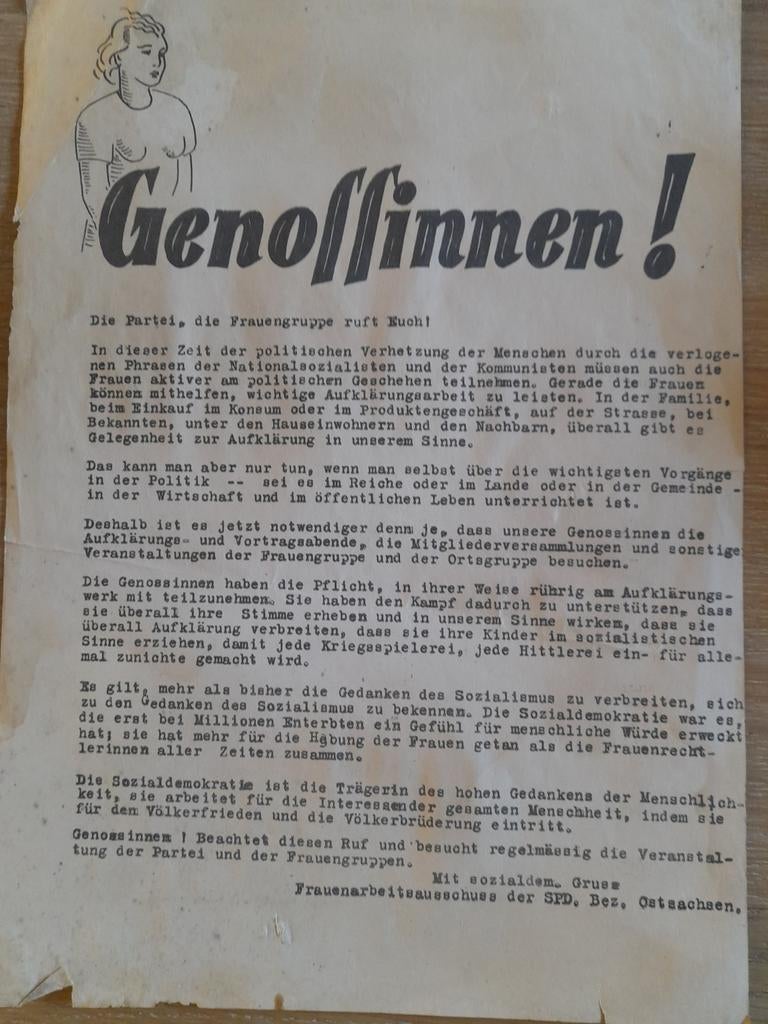 Genossinnen!
Die Partei, die Frauengruppe ruft Euch!
In dieser Zeit der politischen Verhetzung der Menschen durch die verloge-
nen Phrasen der Nationalsozialisten und der Kommunisten müssen auch die
Frauen aktiver am politischen Geschehen teilnehmen. Gerade die Frauen
können mithelfen, wichtige Aufklärungsarbeit zu leisten. In der Familie,
beim Einkauf im Konsum oder im Produktengeschäft, auf der Strasse, bei
Bekannten, unter den Hauseinwohnern und den Nachbarn, überall gibt es
Gelegenheit zur Aufklärung in unserem Sinne.
Das kann man aber nur tun, wenn man selbst über die wichtigsten Vorgänge
in der Politik -- sei es im Reiche oder im Lande oder in der Gemeinde -
in der Wirtschaft und im öffentlichen Leben unterrichtet ist.
Deshalb ist es jetzt notwendiger denn je, dass unsere Genossinnen die
Aufklärungs- und Vortragsabende, die Mitgliederversammlungen und sonstige
Veranstaltungen der Frauengruppe und der Ortsgruppe besuchen.
Die Genossinnen haben die Pflicht, in ihrer Weise rührig am Aufklärungs-
werk mit teilzunehmen. Sie haben den Kampf dadurch zu unterstützen, dass
sie überall ihre Stimme erheben und in unserem Sinne wirken, dass sie
überall Aufklärung verbreiten, dass sie ihre Kinder im sozialistischen
Sinne erziehen, damit jede Kriegsspielerei, jede Hittlerei ein- für alle-
mal zunichte gemacht wird.
Es gilt, mehr als bisher die Gedanken des Sozialismus zu verbreiten, sich
zu den Gedanken des Sozialismus zu bekennen. Die Sozialdemokratie war es,
die erst bei Millionen Enterbten ein Gefühl für menschliche Würde erweckt
hat; sie hat mehr für die Hebung der Frauen getan als die Frauenrecht-
lerinnen aller Zeiten zusammen.
Die Sozialdemokratie ist die Trägerin des hohen Gedankens der Menschlich-
keit, sie arbeitet für die Interessender gesamten Menschheit, indem sie
für den Völkerfrieden und die Völkerbrüderung eintritt.
Genossinnen ! Beachtet diesen Ruf und besucht regelmässig die Veranstal-
tung der Partei und der Frauengruppen.
Mit sozialdem. Gruss
Frauenarbeitsausschuss der SPD. Bez. Ostsachsen.